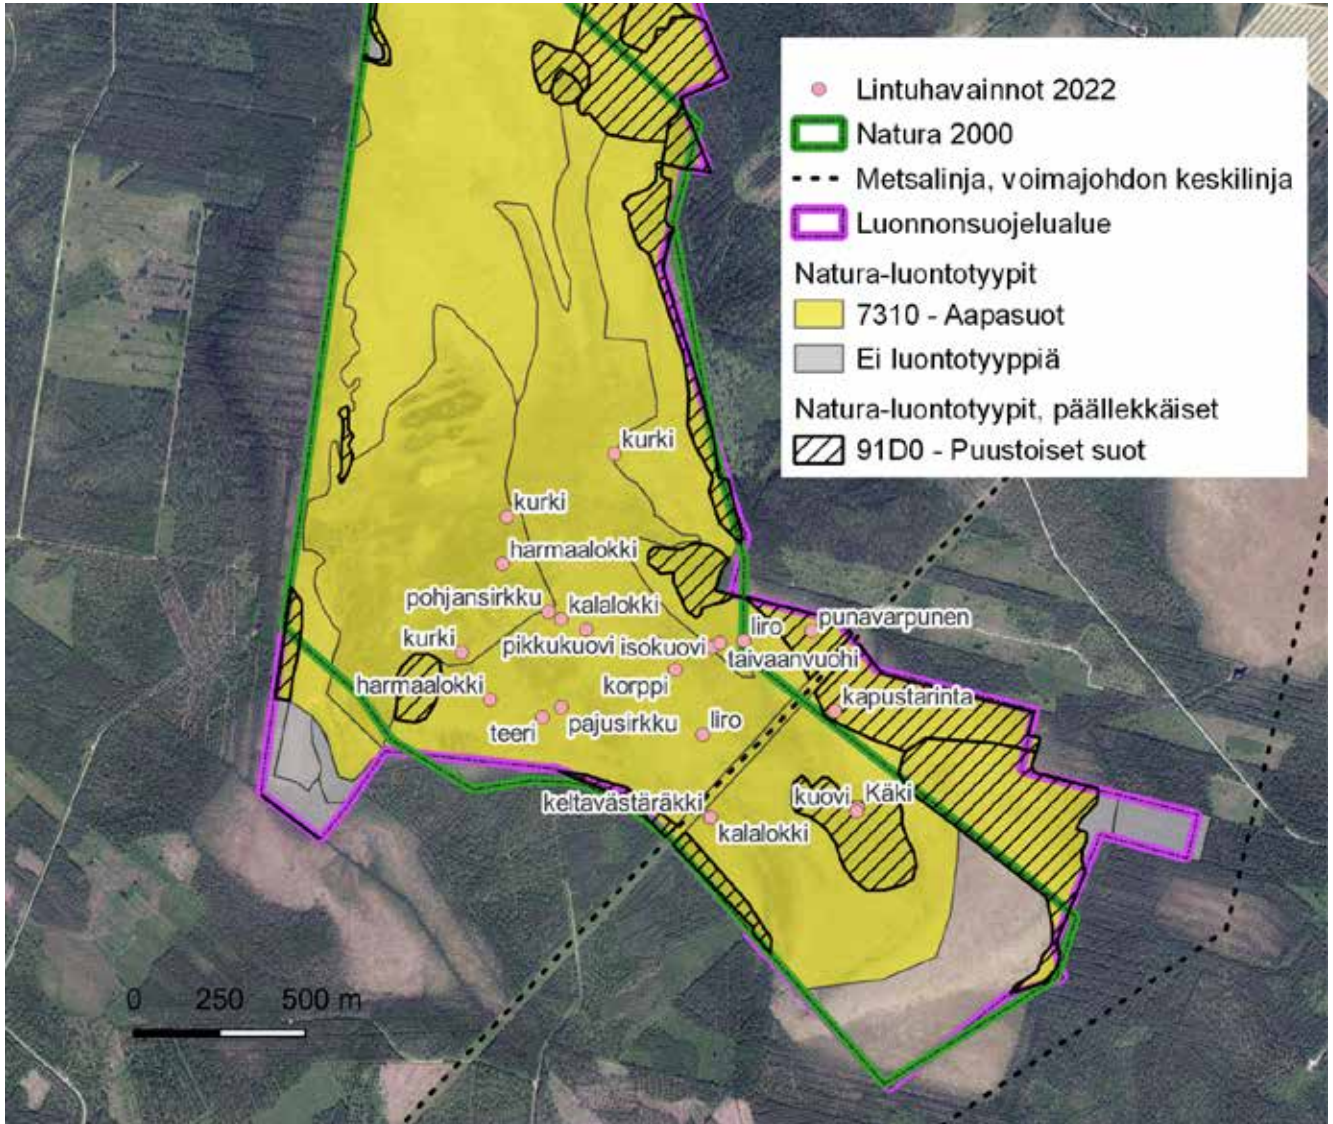 Lintuhavainnot 2022
Natura 2000
Metsalinja, voimajohdon keskilinja
Luonnonsuojelualue
Natura-luontotyypit
7310 - Aapasuot
Ei luontotyyppiä
Natura-luontotyypit, päällekkäiset
91D0 - Puustoiset suot
kurki
kurki
harmaalokki
pohjansirkku
kalalokki
kurki
pikkukuovi
isokuovi
liro
punavarpunen
taivaanvuohi
korppi
harmaalokki
kapustarinta
teeri
pajusirkku
liro
keltavästäräkki
kuovi
Käki
kalalokki
0 250 500 m